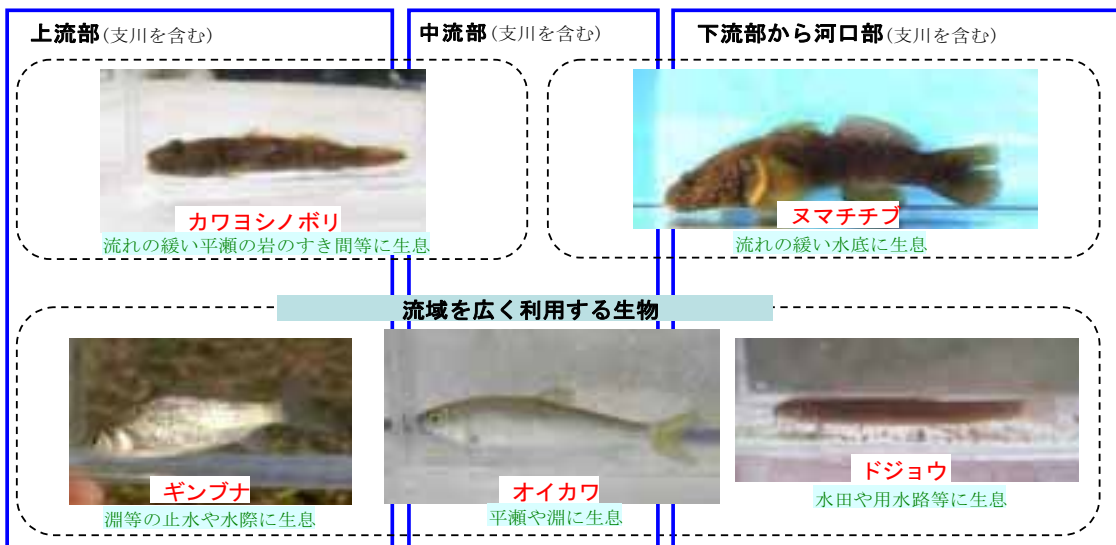 上流部(支川を含む)
中流部(支川を含む)
下流部から河口部(支川を含む)
カワヨシノボリ
流れの緩い平瀬の岩のすき間等に生息
ヌマチチブ
流れの緩い水底に生息
流域を広く利用する生物
ギンブナ
淵等の止水や水際に生息
オイカワ
平瀬や淵に生息
ドジョウ
水田や用水路等に生息